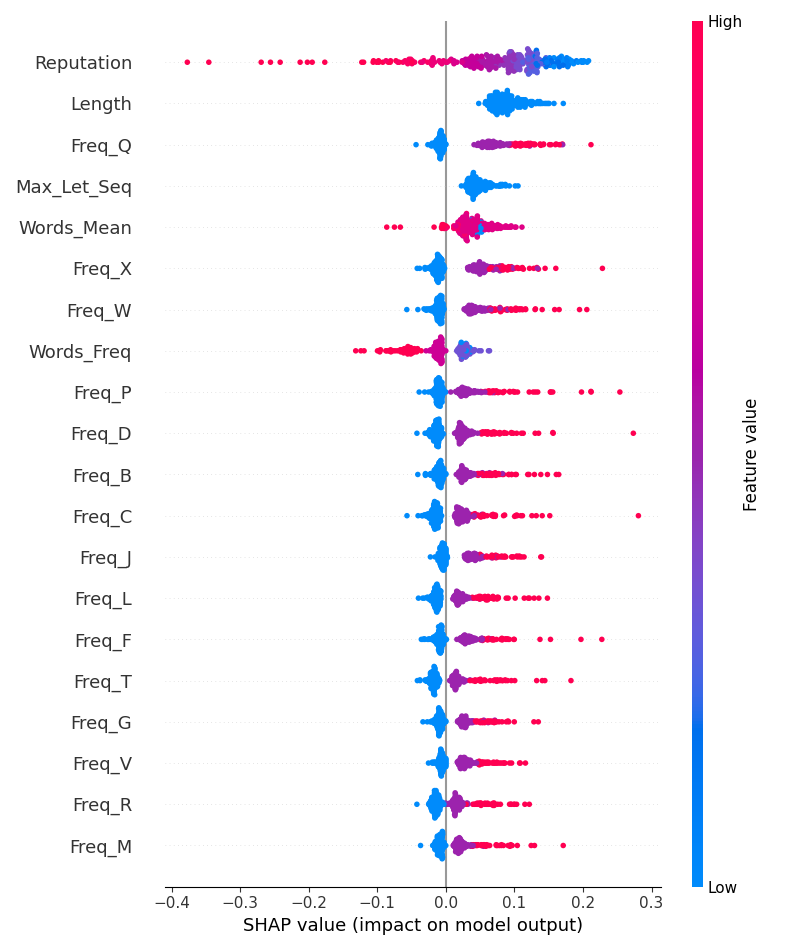 High
Reputation
Length
Freq_Q
Max_Let_Seq
Words_Mean
Freq_X
Freq_W
Words_Freq
Freq_P
Freq_D
Freq_B
Freq_C
Freq_J
Freq_L
Freq_F
Freq_T
Freq_G
Freq_V
Freq_R
Freq_M
Feature value
Low
−0.4 −0.3 −0.2 −0.1 0.0 0.1 0.2 0.3
SHAP value (impact on model output)